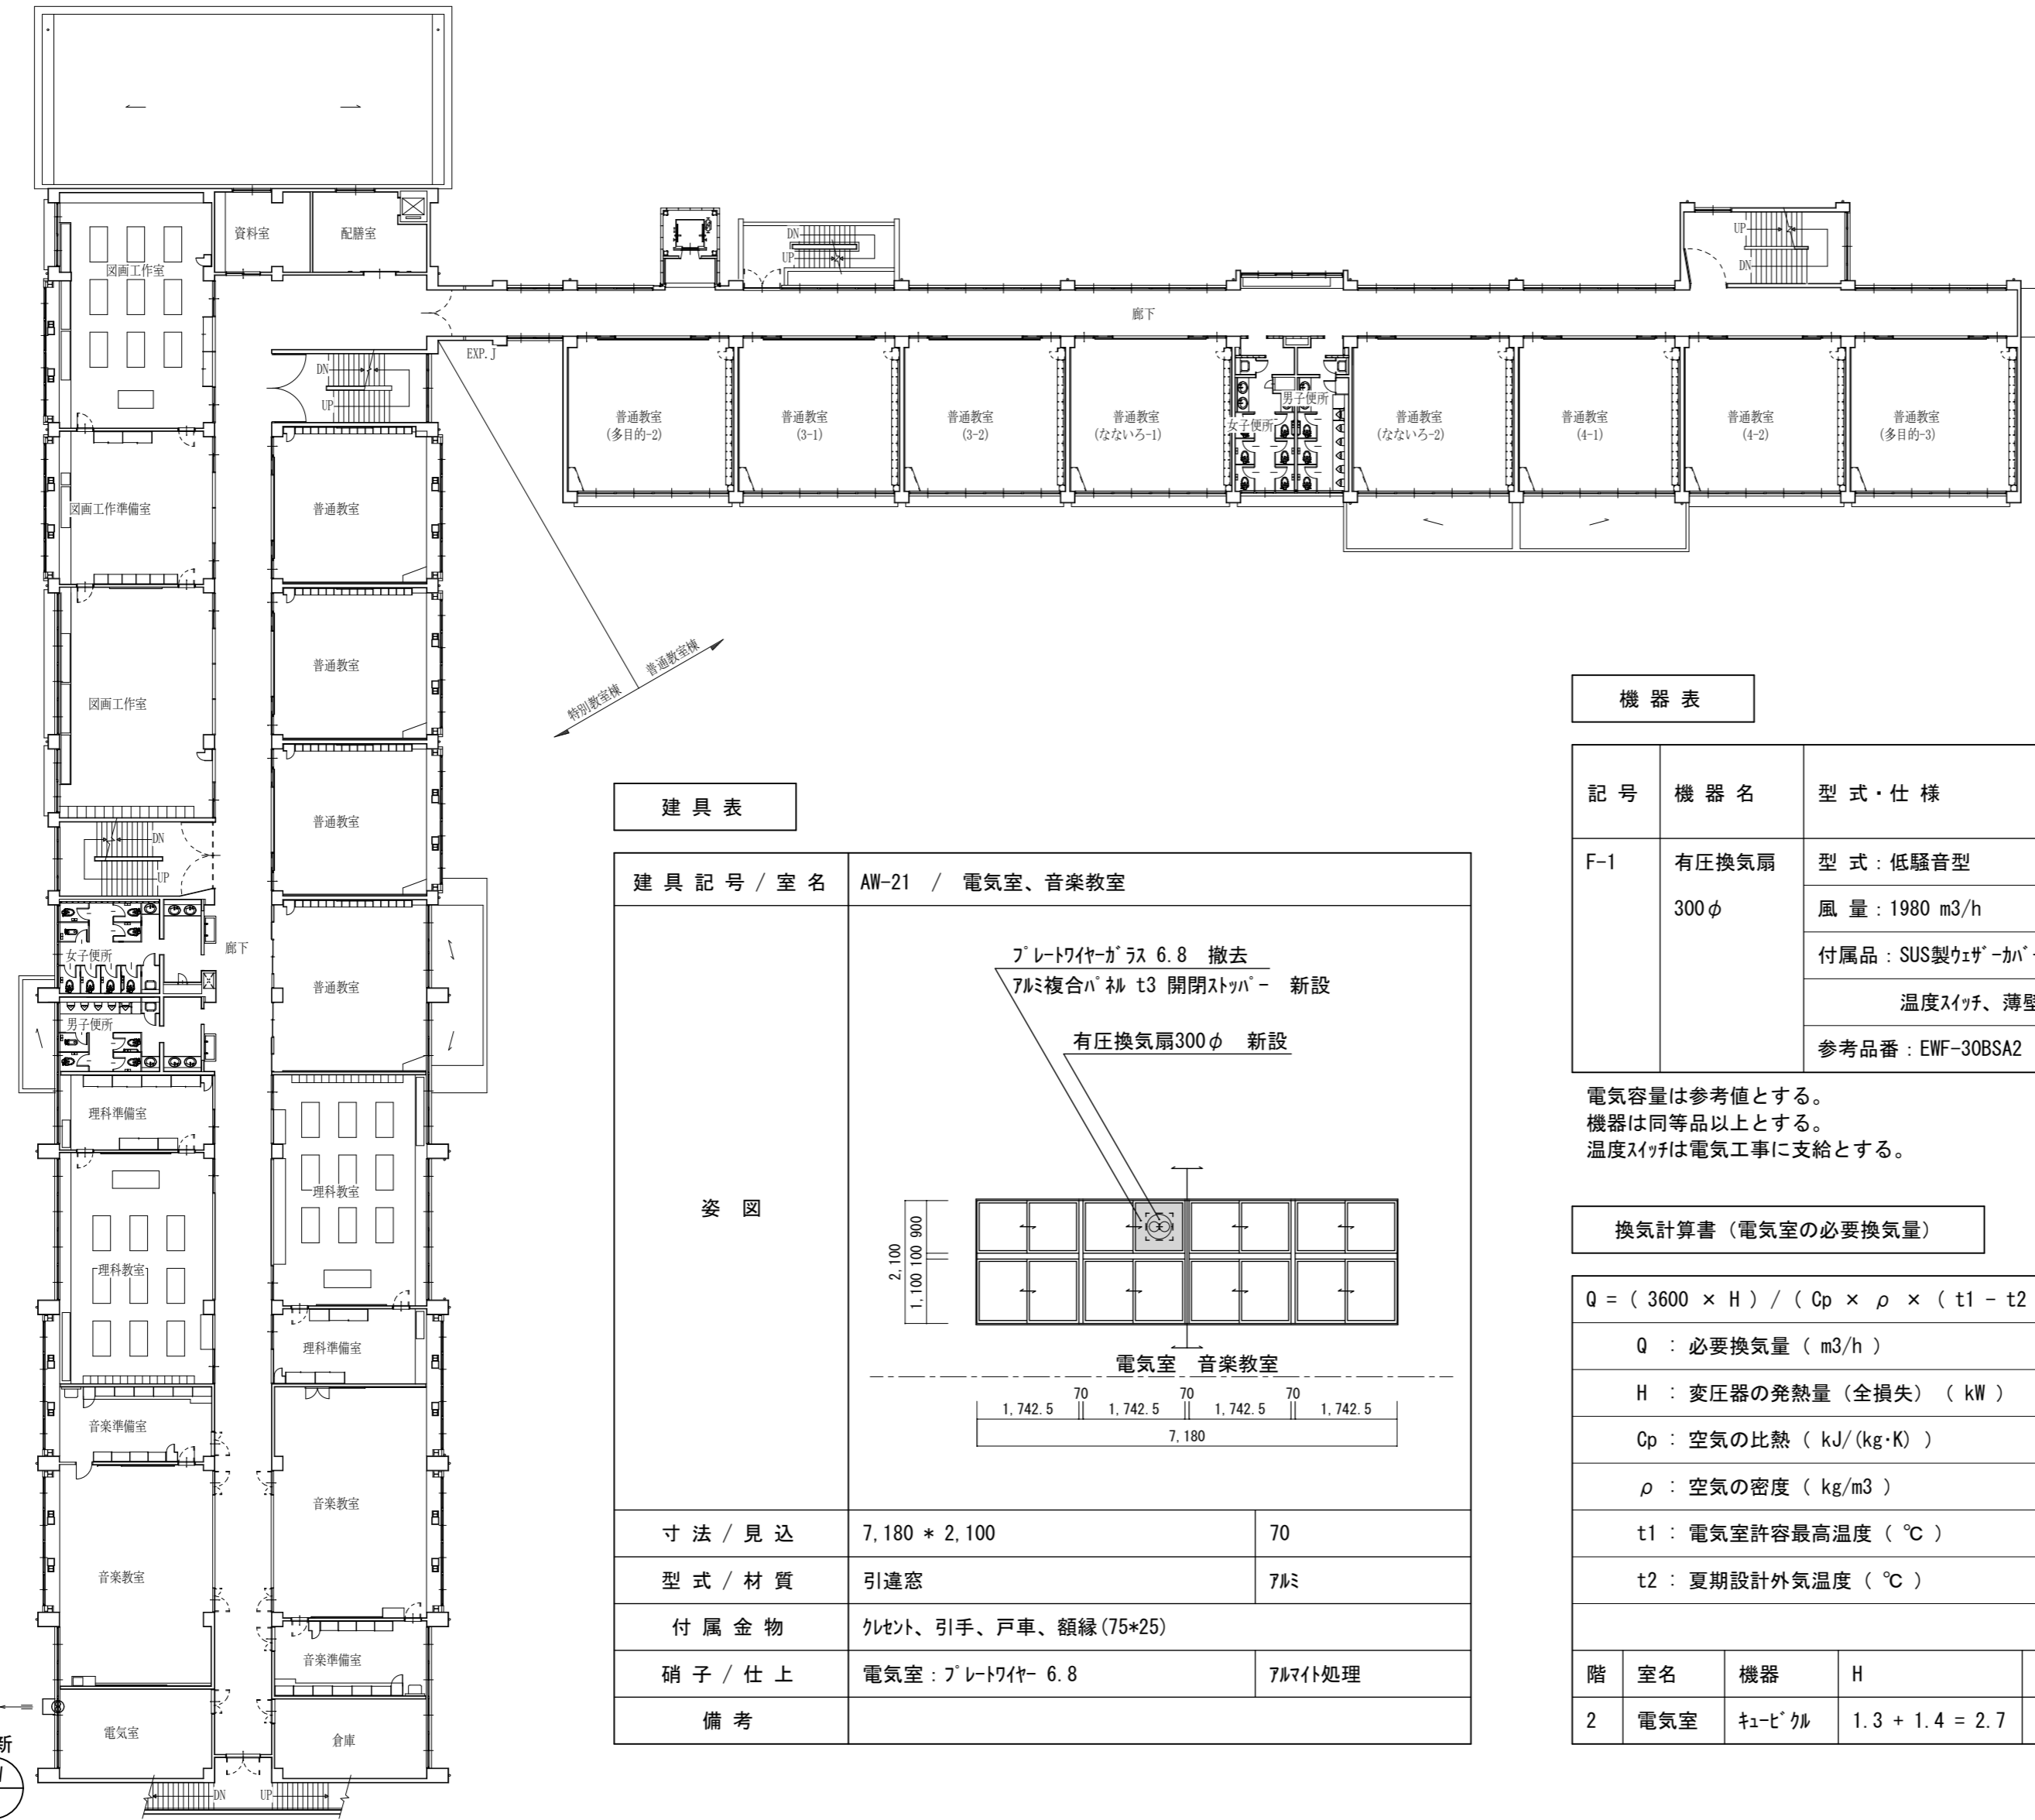 資料室
配膳室
図画工作室
DN
UP
UP
DN
廊下
EXP.J
DN
UP
普通教室
(多目的-2)
普通教室
(3-1)
普通教室
(3-2)
普通教室
(なないろ-1)
女子便所
男子便所
普通教室
(なないろ-2)
普通教室
(4-1)
普通教室
(4-2)
普通教室
(多目的-3)
図画工作準備室
普通教室
普通教室
図画工作室
普通教室棟
特別教室棟
普通教室
DN
UP
女子便所
廊下
普通教室
男子便所
理科準備室
理科教室
理科教室
理科準備室
音楽準備室
音楽教室
音楽教室
音楽準備室
電気室
倉庫
新
DN
UP
建具表
建具記号/室名
AW-21 / 電気室、音楽教室
姿図
プレートワイヤーガラス 6.8 撤去
アルミ複合パネル t3 開閉ストッパー 新設
有圧換気扇300φ 新設
2,100
1,100 100 900
電気室 音楽教室
70 70 70
1,742.5 1,742.5 1,742.5 1,742.5
7,180
寸法/見込
7,180 * 2,100
70
型式/材質
引違窓
アルミ
付属金物
クレセント、引手、戸車、額縁(75*25)
硝子/仕上
電気室:プレートワイヤー 6.8
アルマイト処理
備考
機器表
記号
機器名
型式・仕様
F-1
有圧換気扇
300φ
型式:低騒音型
風量:1980 m3/h
付属品:SUS製ウェザーカバー
温度スイッチ、薄壁
参考品番:EWF-30BSA2
電気容量は参考値とする。
機器は同等品以上とする。
温度スイッチは電気工事に支給とする。
換気計算書(電気室の必要換気量)
Q = ( 3600 × H ) / ( Cp × ρ × ( t1 - t2
Q : 必要換気量 ( m3/h )
H : 変圧器の発熱量(全損失) ( kW )
Cp : 空気の比熱 ( kJ/(kg・K) )
ρ : 空気の密度 ( kg/m3 )
t1 : 電気室許容最高温度 ( ℃ )
t2 : 夏期設計外気温度 ( ℃ )
階
室名
機器
H
2
電気室
キュービクル
1.3 + 1.4 = 2.7